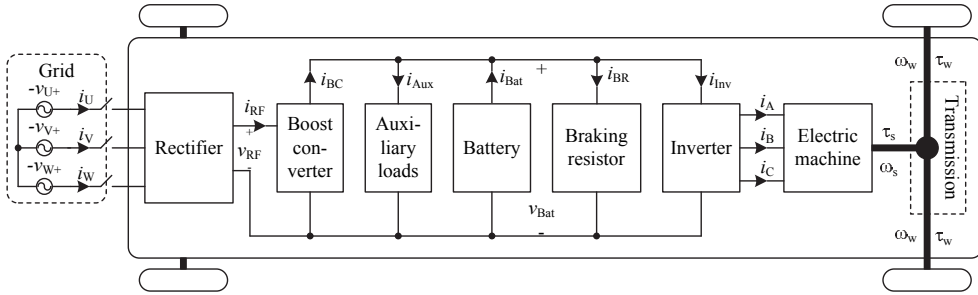 Grid
-vU+
iU
-vV+
iV
-vW+
iW
Rectifier
iRF
+
vRF
-
iBC
Boost
con-
verter
iAux
Auxi-
liary
loads
iBat
Battery
+
vBat
-
iBR
Braking
resistor
iInv
Inverter
iA
iB
iC
Electric
machine
τs
ωs
ωw
τw
Transmission
ωw
τw